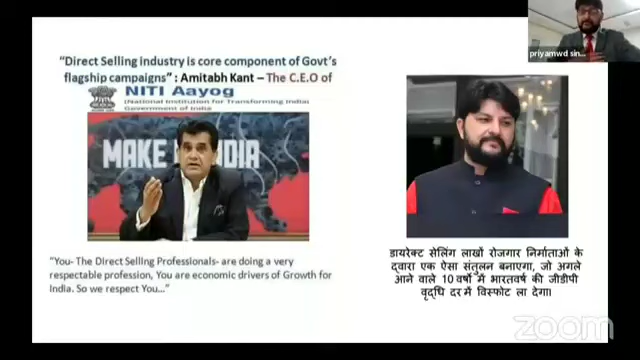 "Direct Selling industry is core component of Govt's
flagship campaigns" : Amitabh Kant – The C.E.O of
NITI Aayog
(National Institution for Transforming India)
Government of India
MAKE IN INDIA
"You- The Direct Selling Professionals- are doing a very
respectable profession, You are economic drivers of Growth for
India. So we respect You..."
priyamwd sin...
डायरेक्ट सेलिंग लाखों रोजगार निर्माताओं के
द्वारा एक ऐसा संतुलन बनाएगा, जो अगले
आने वाले 10 वर्षों में भारतवर्ष की जीडीपी
वृद्धि दर में विस्फोट ला देगा।
zoom